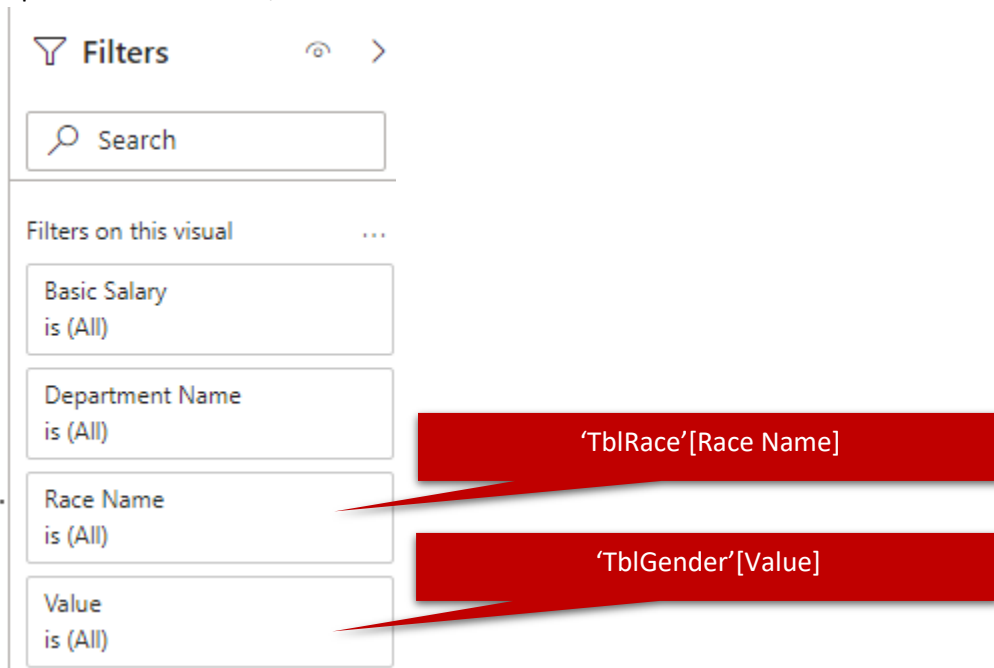 Filters
Search
Filters on this visual
Basic Salary
is (All)
Department Name
is (All)
‘TblRace’[Race Name]
Race Name
is (All)
‘TblGender’[Value]
Value
is (All)